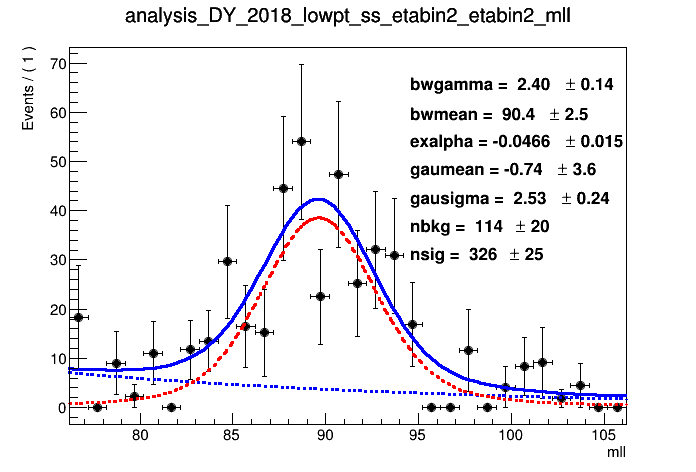 analysis_DY_2018_lowpt_ss_etabin2_etabin2_mll
Events / ( 1 )
70
60
50
40
30
20
10
0
bwgamma = 2.40 ± 0.14
bwmean = 90.4 ± 2.5
exalpha = -0.0466 ± 0.015
gaumean = -0.74 ± 3.6
gausigma = 2.53 ± 0.24
nbkg = 114 ± 20
nsig = 326 ± 25
80 85 90 95 100 105
mll